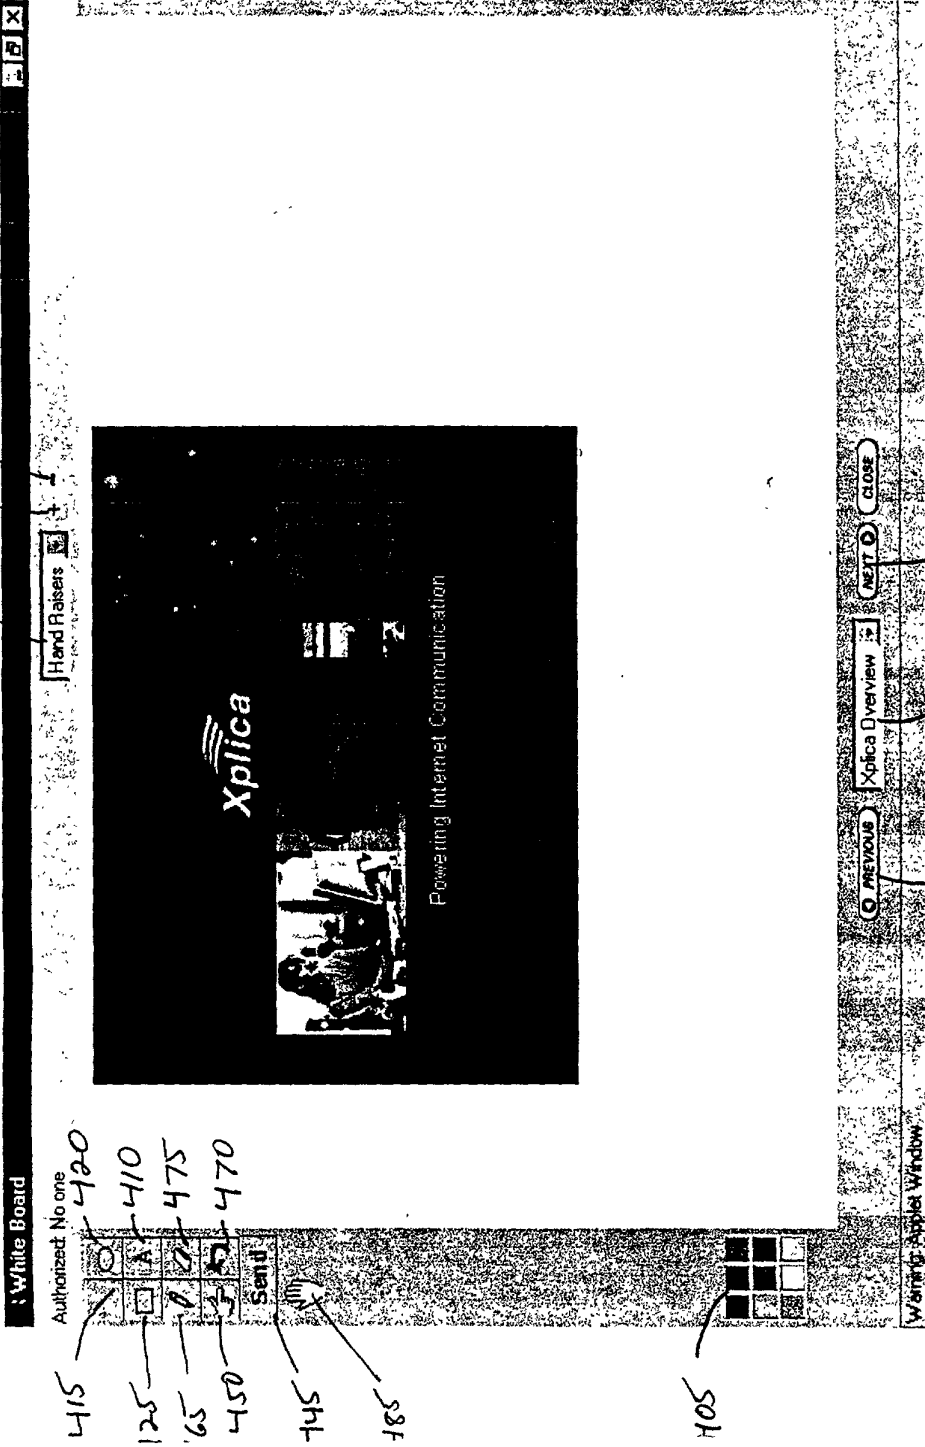 White Board
Authorized: No one
Hand Raisers + -
420
410
475
470
A
Send
415
125
65
450
445
485
405
Xplica
Powering Internet Communication
PREVIOUS
Xplica Overview
NEXT
CLOSE
Warning: Applet Window